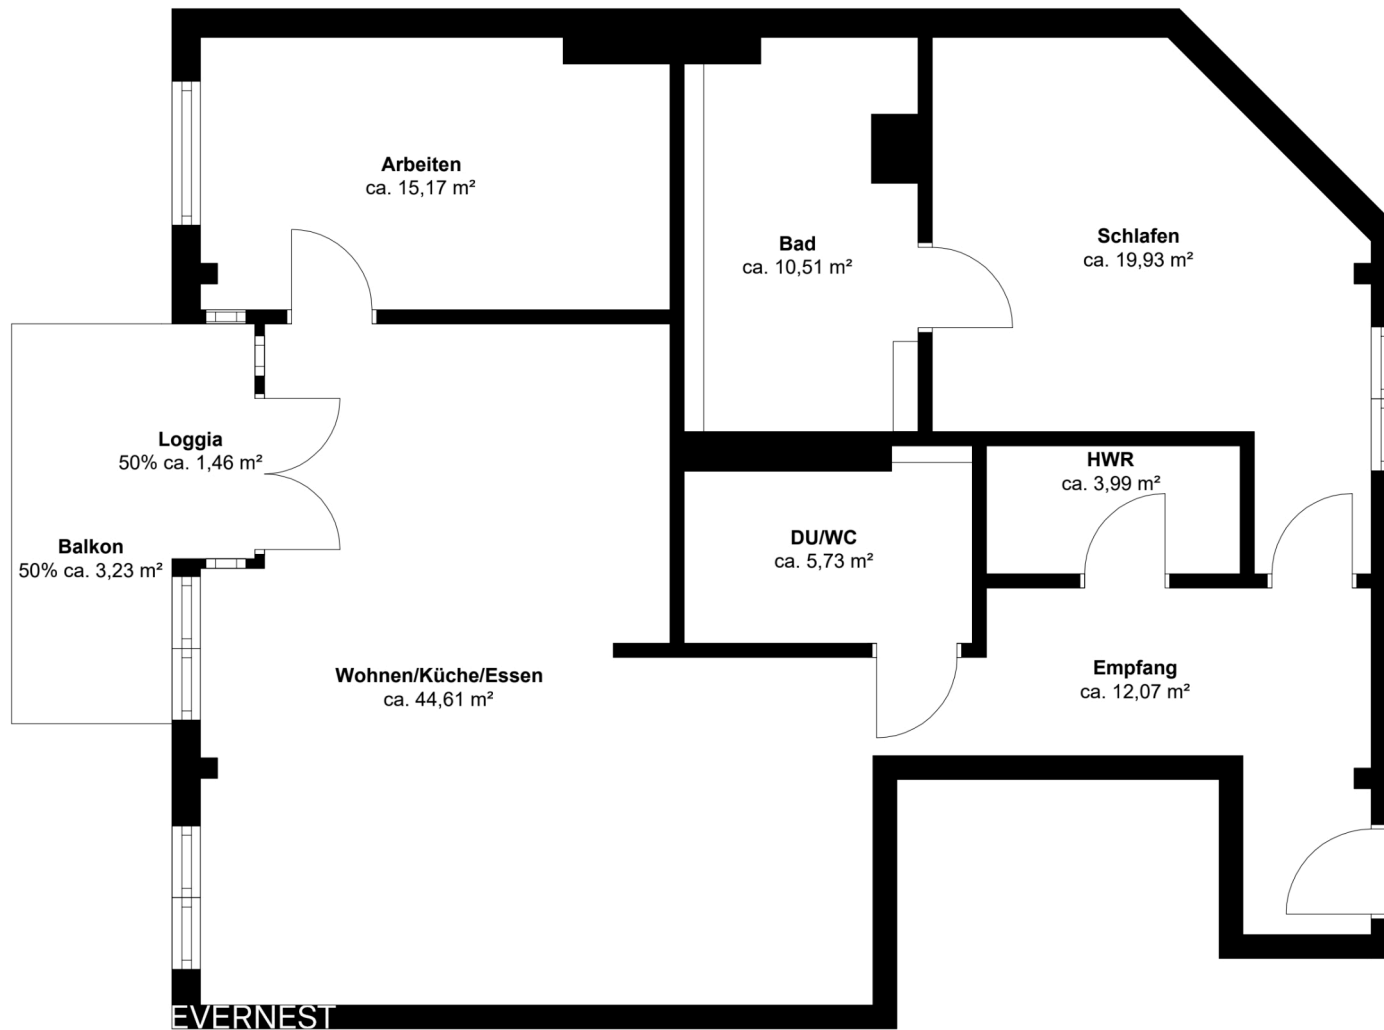 Arbeiten
ca. 15,17 m²
Bad
ca. 10,51 m²
Schlafen
ca. 19,93 m²
Loggia
50% ca. 1,46 m²
Balkon
50% ca. 3,23 m²
HWR
ca. 3,99 m²
DU/WC
ca. 5,73 m²
Wohnen/Küche/Essen
ca. 44,61 m²
Empfang
ca. 12,07 m²
EVERNEST